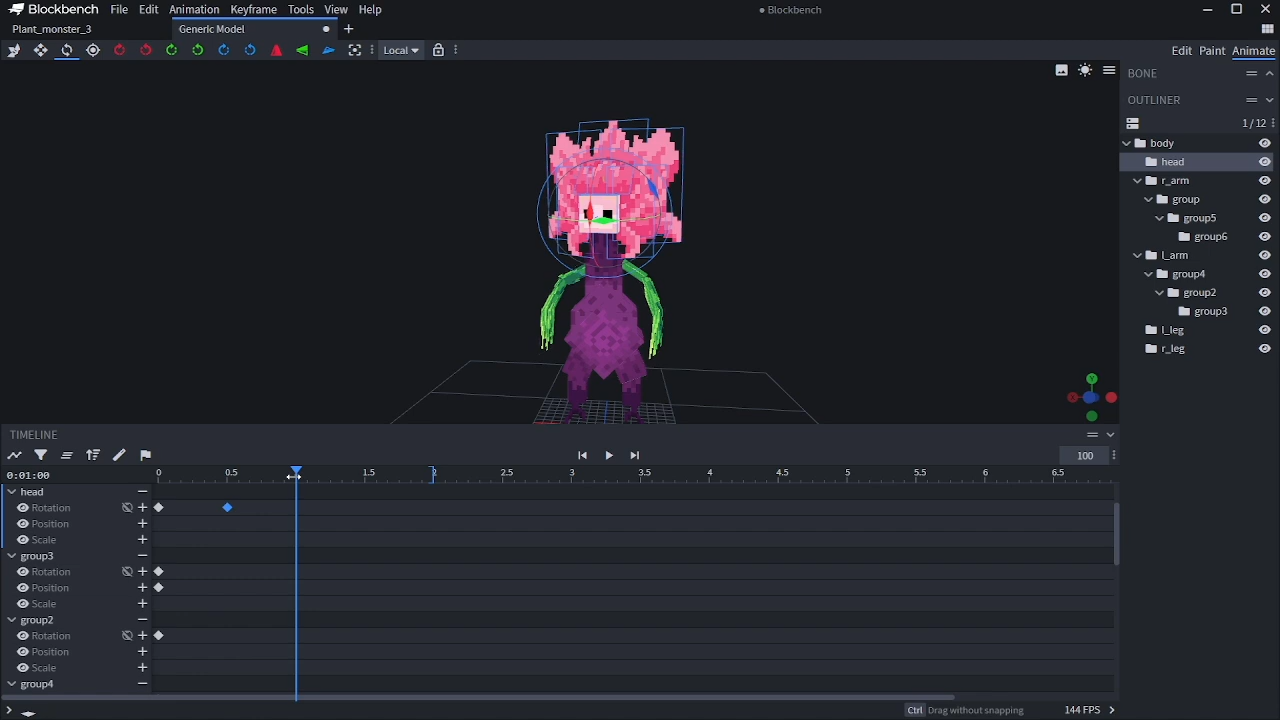 Blockbench File Edit Animation Keyframe Tools View Help Blockbench
Plant_monster_3 Generic Model
Local Edit Paint Animate
BONE
OUTLINER
1 / 12
body
head
r_arm
group
group5
group6
l_arm
group4
group2
group3
l_leg
r_leg
Y
TIMELINE
100
0:01:00 0 0.5 1.5 2 2.5 3 3.5 4 4.5 5 5.5 6 6.5
head
Rotation
Position
Scale
group3
Rotation
Position
Scale
group2
Rotation
Position
Scale
group4
Ctrl Drag without snapping 144 FPS